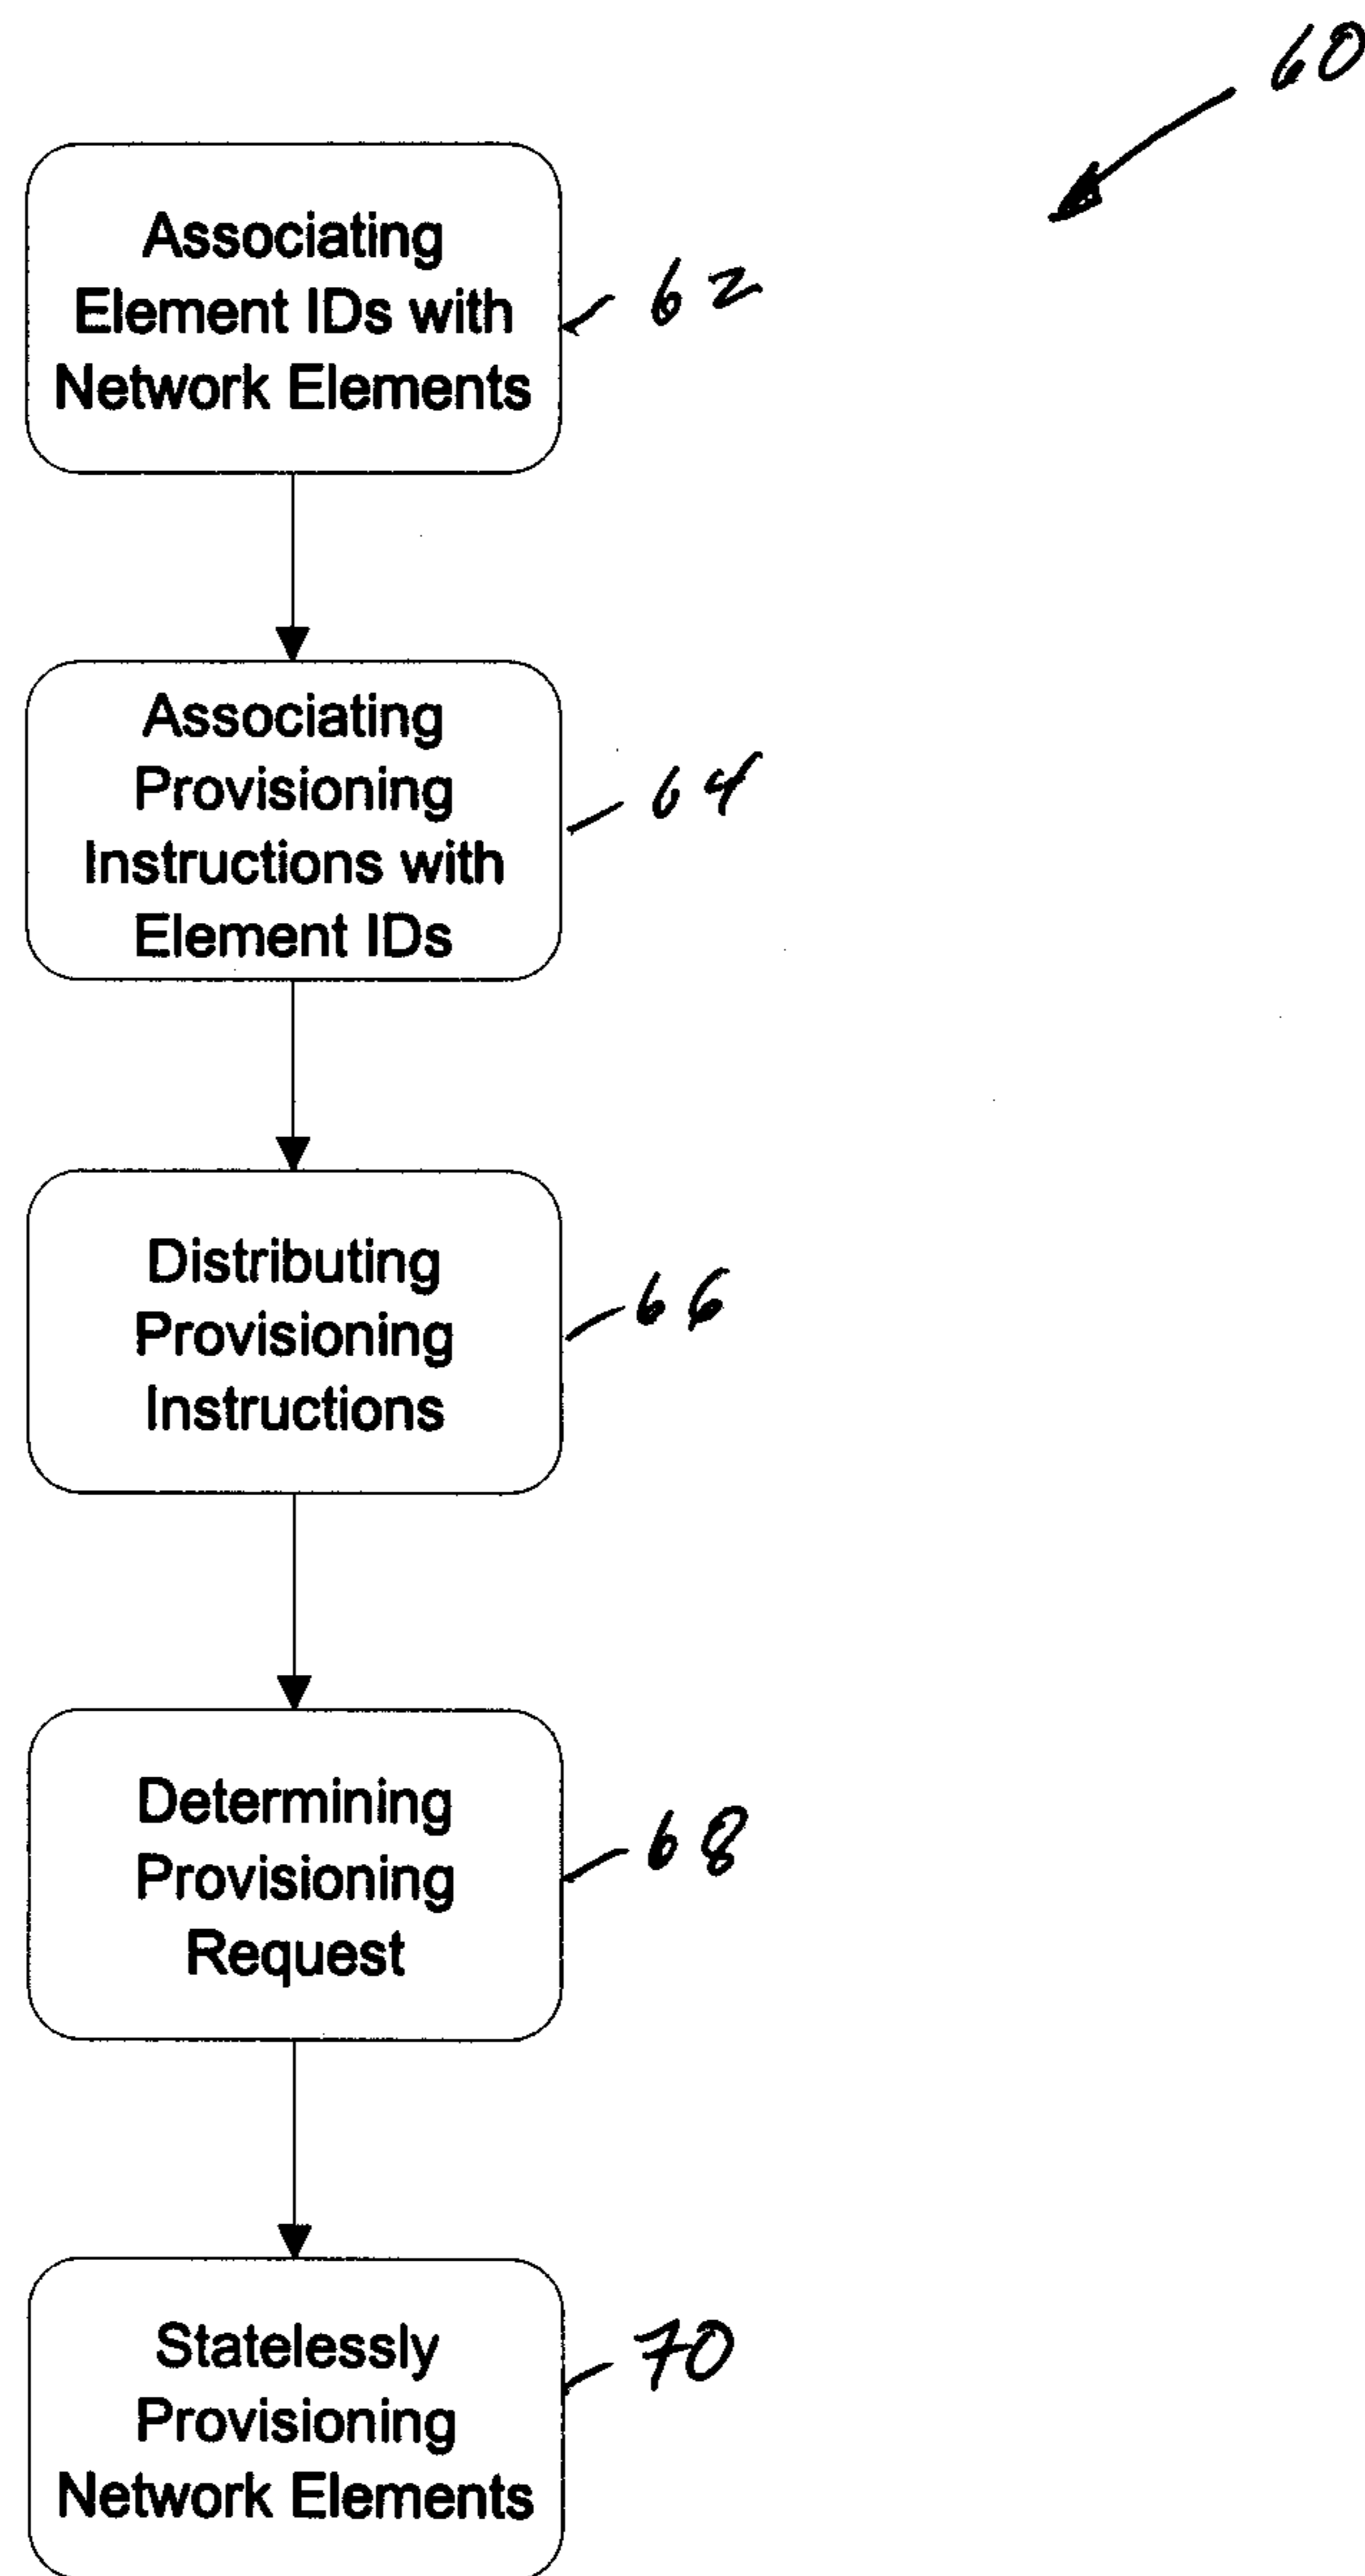 60
Associating
Element IDs with
Network Elements
62
Associating
Provisioning
Instructions with
Element IDs
64
Distributing
Provisioning
Instructions
66
Determining
Provisioning
Request
68
Statelessly
Provisioning
Network Elements
70